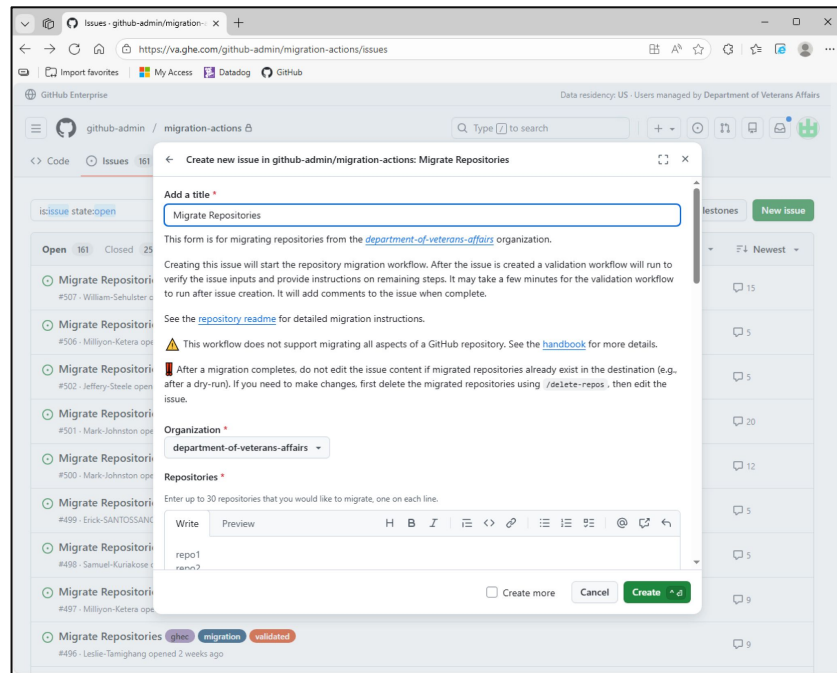 Issues · github-admin/migration-
https://va.ghe.com/github-admin/migration-actions/issues
Import favorites
My Access
Datadog
GitHub
GitHub Enterprise
Data residency: US · Users managed by Department of Veterans Affairs
github-admin / migration-actions
Type / to search
Code
Issues 161
Create new issue in github-admin/migration-actions: Migrate Repositories
is:issue state:open
lestones
New issue
Add a title *
Migrate Repositories
This form is for migrating repositories from the department-of-veterans-affairs organization.
Creating this issue will start the repository migration workflow. After the issue is created a validation workflow will run to
verify the issue inputs and provide instructions on remaining steps. It may take a few minutes for the validation workflow
to run after issue creation. It will add comments to the issue when complete.
See the repository readme for detailed migration instructions.
This workflow does not support migrating all aspects of a GitHub repository. See the handbook for more details.
After a migration completes, do not edit the issue content if migrated repositories already exist in the destination (e.g.,
after a dry-run). If you need to make changes, first delete the migrated repositories using /delete-repos, then edit the
issue.
Organization *
department-of-veterans-affairs
Repositories *
Enter up to 30 repositories that you would like to migrate, one on each line.
Write
Preview
H B I
repo1
repo2
Create more
Cancel
Create
Open 161
Closed 25
Newest
Migrate Repositori
#507 · William-Sehulster o
15
Migrate Repositori
#506 · Milliyon-Ketera ope
5
Migrate Repositori
#502 · Jeffery-Steele open
5
Migrate Repositori
#501 · Mark-Johnston ope
20
Migrate Repositori
#500 · Mark-Johnston ope
12
Migrate Repositori
#499 · Erick-SANTOSSANC
5
Migrate Repositori
#498 · Samuel-Kuriakose o
5
Migrate Repositori
#497 · Milliyon-Ketera ope
9
Migrate Repositories ghec migration validated
#496 · Leslie-Tamighang opened 2 weeks ago
9